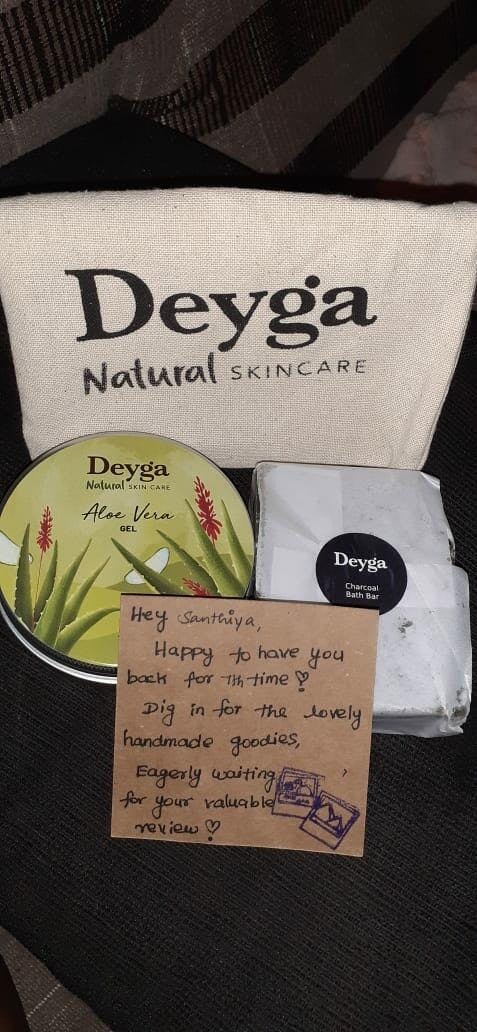 Deyga
Natural SKINCARE
Deyga
Natural SKIN CARE
Aloe Vera
GEL
Deyga
Charcoal
Bath Bar
Hey Santhiya,
Happy to have you
back for 7th time
Dig in for the lovely
handmade goodies,
Eagerly waiting
for your valuable
review